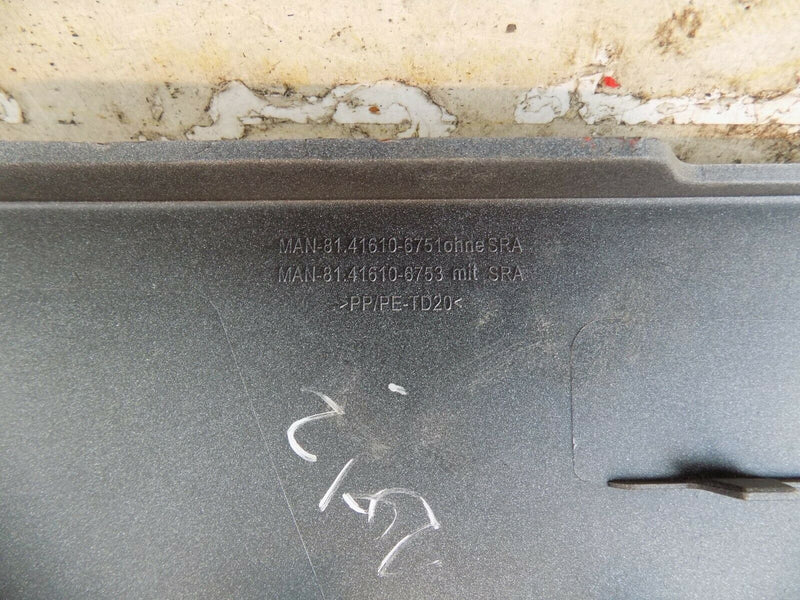 MAN-81.41610-6751ohne SRA
MAN-81.41610-6753 mit SRA
>PP/PE-TD20<